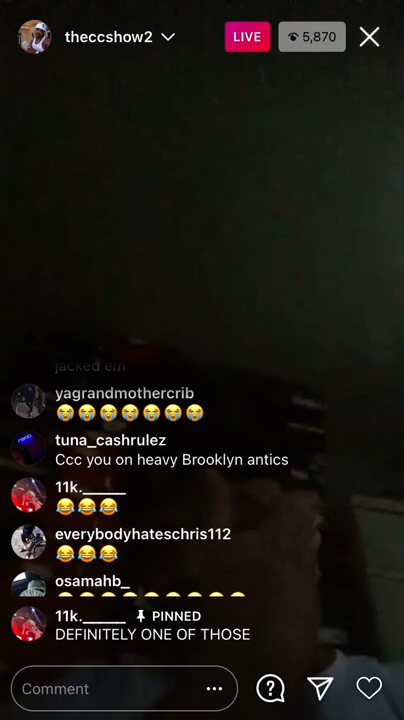 theccshow2
LIVE
5,870
jacked em
yagrandmothercrib
😭😭😭😭😭😭😭
tuna_cashrulez
Ccc you on heavy Brooklyn antics
11k._____
😂😂😂
everybodyhateschris112
😂😂😂
osamahb_
11k._____ PINNED
DEFINITELY ONE OF THOSE
Comment